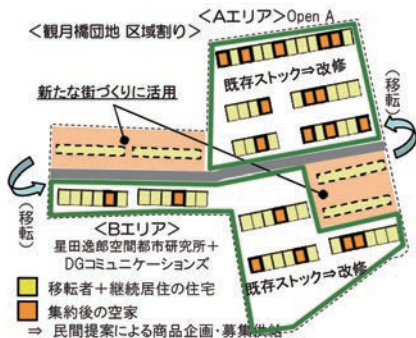 <Aエリア>Open A
<観月橋団地 区域割り>
既存ストック⇒改修
新たな街づくりに活用
(移転)
(移転)
<Bエリア>
星田逸郎空間都市研究所+
DGコミュニケーションズ
既存ストック⇒改修
移転者+継続居住の住宅
集約後の空家
⇒ 民間提案による商品企画・募集供給